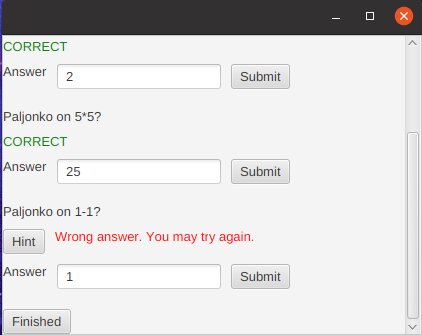 CORRECT
Answer 2 Submit
Paljonko on 5*5?
CORRECT
Answer 25 Submit
Paljonko on 1-1?
Hint Wrong answer. You may try again.
Answer 1 Submit
Finished